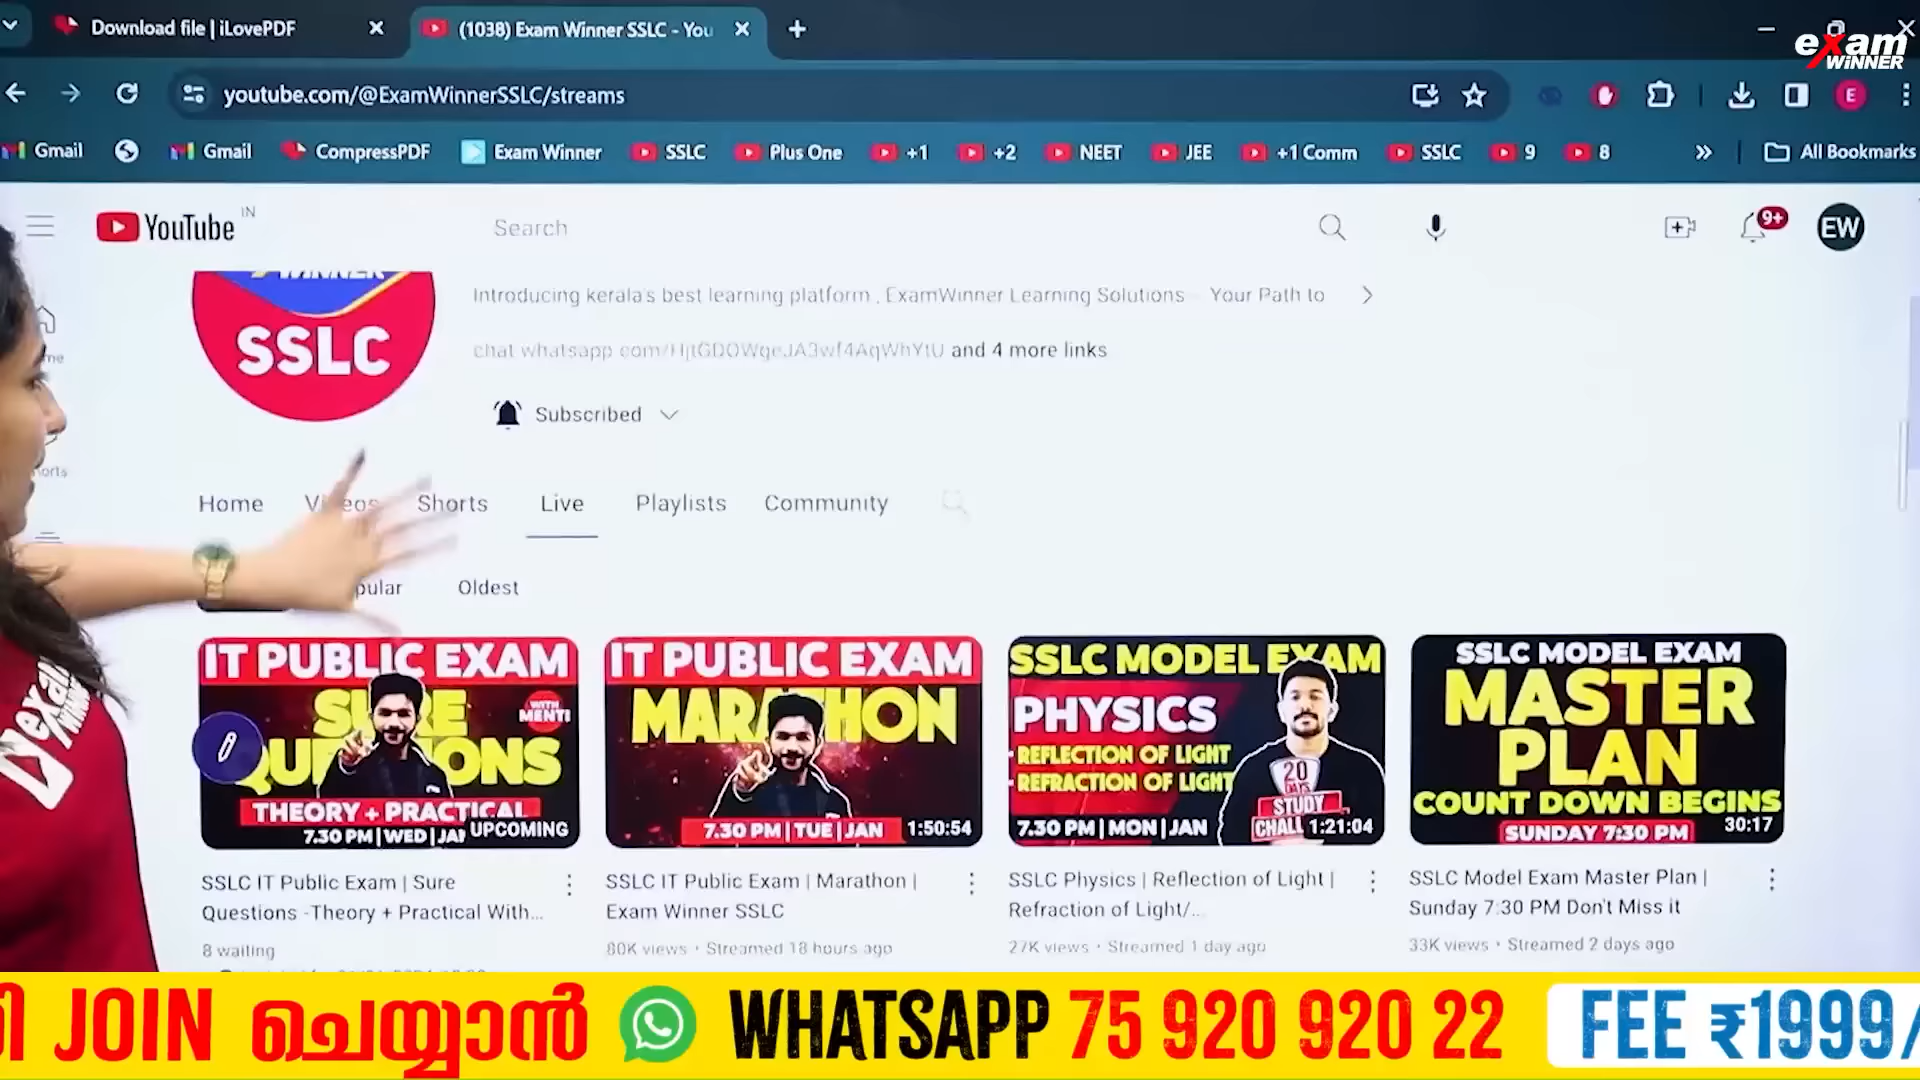 Download file | iLovePDF
(1038) Exam Winner SSLC - You
exam
WINNER
youtube.com/@ExamWinnerSSLC/streams
E
Gmail
Gmail
CompressPDF
Exam Winner
SSLC
Plus One
+1
+2
NEET
JEE
+1 Comm
SSLC
9
8
All Bookmarks
YouTube IN
Search
9+
EW
WINNER
SSLC
Introducing kerala's best learning platform , ExamWinner Learning Solutions - Your Path to
chat whatsapp com/ and 4 more links
Subscribed
Home
Shorts
Live
Playlists
Community
Oldest
IT PUBLIC EXAM
WITH
MENTI
THEORY + PRACTICAL
7.30 PM | WED | JAN
UPCOMING
IT PUBLIC EXAM
7.30 PM | TUE | JAN
1:50:54
SSLC MODEL EXAM
PHYSICS
- REFLECTION OF LIGHT
- REFRACTION OF LIGHT
20
DAYS
STUDY
7.30 PM | MON | JAN
1:21:04
SSLC MODEL EXAM
MASTER
PLAN
COUNT DOWN BEGINS
SUNDAY 7:30 PM
30:17
SSLC IT Public Exam | Sure
Questions -Theory + Practical With...
8 waiting
SSLC IT Public Exam | Marathon |
Exam Winner SSLC
80K views • Streamed 18 hours ago
SSLC Physics | Reflection of Light |
Refraction of Light/...
27K views • Streamed 1 day ago
SSLC Model Exam Master Plan |
Sunday 7:30 PM Don't Miss it
33K views • Streamed 2 days ago
exam
WINNER
JOIN ചെയ്യാൻ WHATSAPP 75 920 920 22 FEE ₹1999/